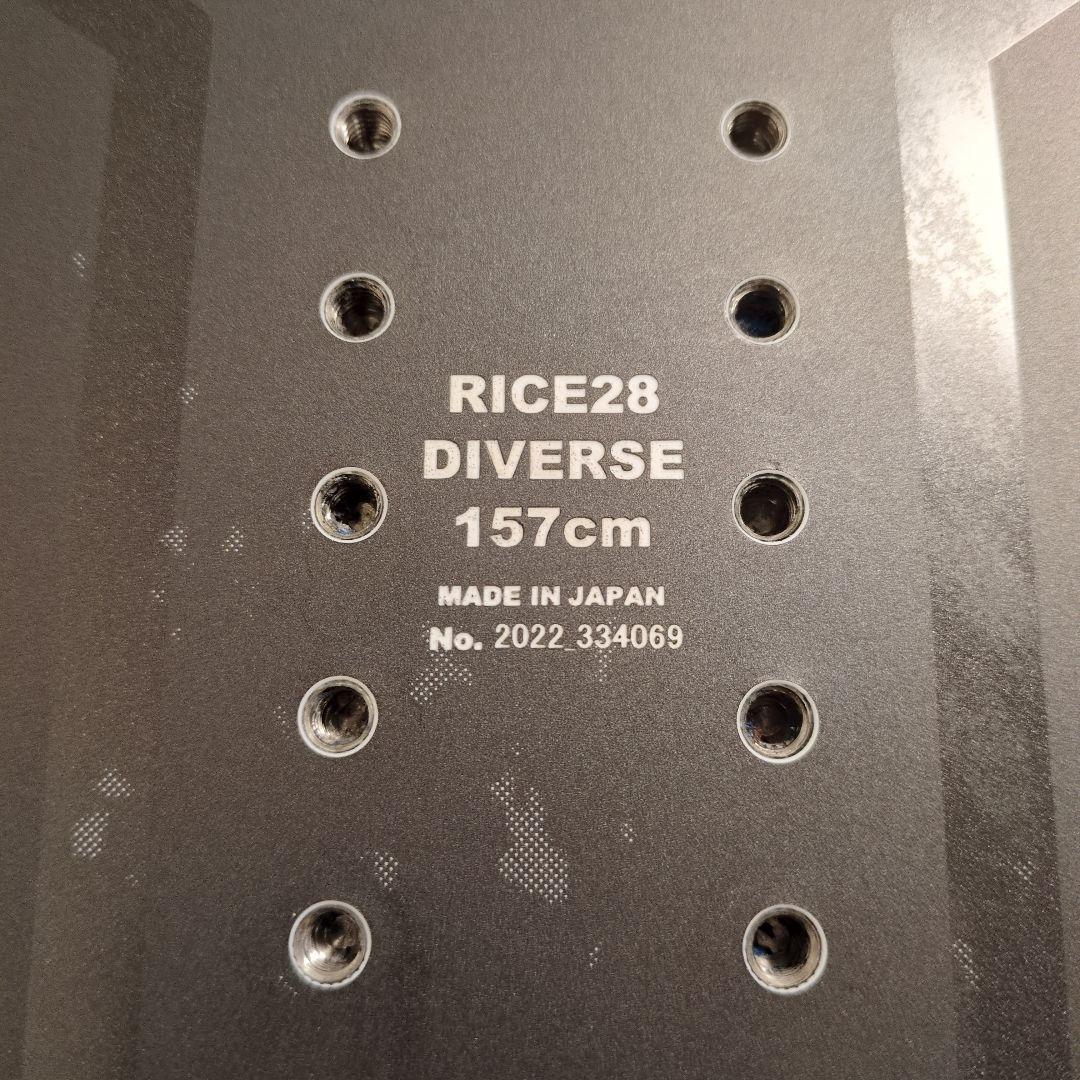 RICE28
DIVERSE
157cm
MADE IN JAPAN
No. 2022_334069